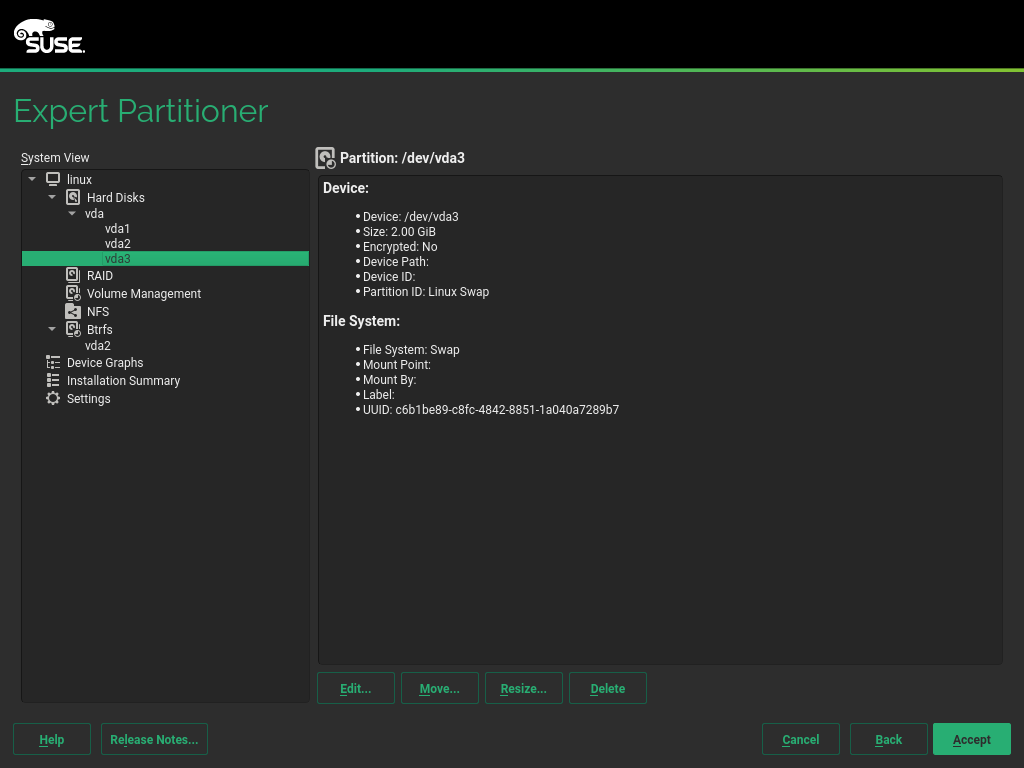 SUSE.
Expert Partitioner
System View
linux
Hard Disks
vda
vda1
vda2
vda3
RAID
Volume Management
NFS
Btrfs
vda2
Device Graphs
Installation Summary
Settings
Partition: /dev/vda3
Device:
• Device: /dev/vda3
• Size: 2.00 GiB
• Encrypted: No
• Device Path:
• Device ID:
• Partition ID: Linux Swap
File System:
• File System: Swap
• Mount Point:
• Mount By:
• Label:
• UUID: c6b1be89-c8fc-4842-8851-1a040a7289b7
Edit... Move... Resize... Delete
Help Release Notes... Cancel Back Accept